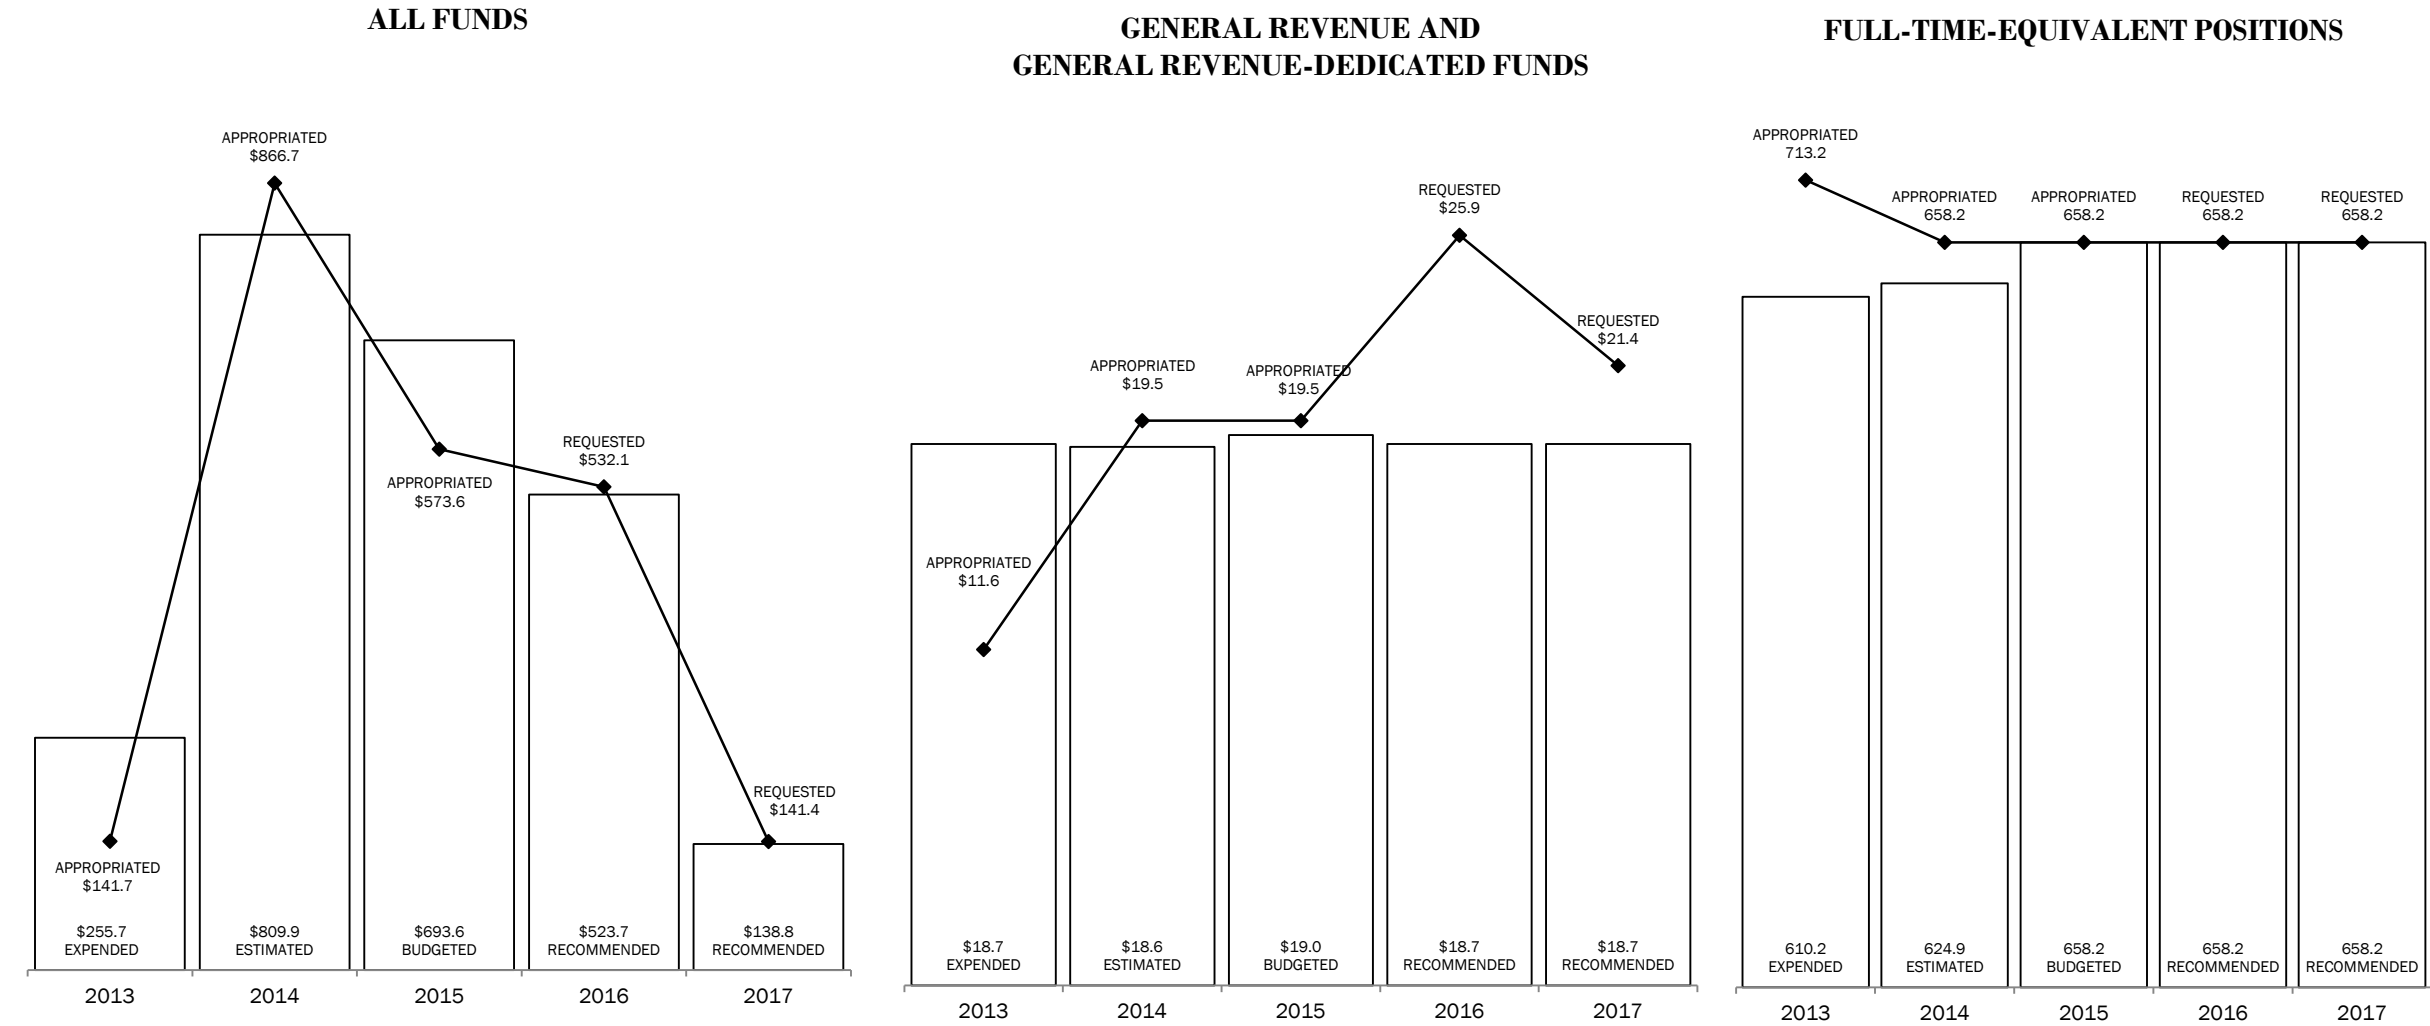 ALL FUNDS
APPROPRIATED
$866.7
REQUESTED
$532.1
APPROPRIATED
$573.6
REQUESTED
$141.4
APPROPRIATED
$141.7
$255.7
EXPENDED
$809.9
ESTIMATED
$693.6
BUDGETED
$523.7
RECOMMENDED
$138.8
RECOMMENDED
2013
2014
2015
2016
2017
GENERAL REVENUE AND
GENERAL REVENUE-DEDICATED FUNDS
REQUESTED
$25.9
REQUESTED
$21.4
APPROPRIATED
$19.5
APPROPRIATED
$19.5
APPROPRIATED
$11.6
$18.7
EXPENDED
$18.6
ESTIMATED
$19.0
BUDGETED
$18.7
RECOMMENDED
$18.7
RECOMMENDED
2013
2014
2015
2016
2017
FULL-TIME-EQUIVALENT POSITIONS
APPROPRIATED
713.2
APPROPRIATED
658.2
APPROPRIATED
658.2
REQUESTED
658.2
REQUESTED
658.2
610.2
EXPENDED
624.9
ESTIMATED
658.2
BUDGETED
658.2
RECOMMENDED
658.2
RECOMMENDED
2013
2014
2015
2016
2017